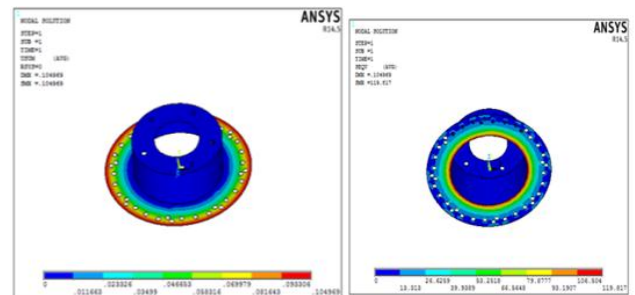 1
NODAL SOLUTION
STEP=1
SUB =1
TIME=1
USUM (AVG)
RSYS=0
DMX =.104969
SMX =.104969
ANSYS
R14.5
0
.011663
.023326
.03499
.046653
.058316
.069979
.081643
.093306
.104969
NODAL SOLUTION
STEP=1
SUB =1
TIME=1
SEQV (AVG)
DMX =.104969
SMX =119.817
ANSYS
R14.5
0
13.313
26.6259
39.9389
53.2518
66.5648
79.8777
93.1907
106.504
119.817